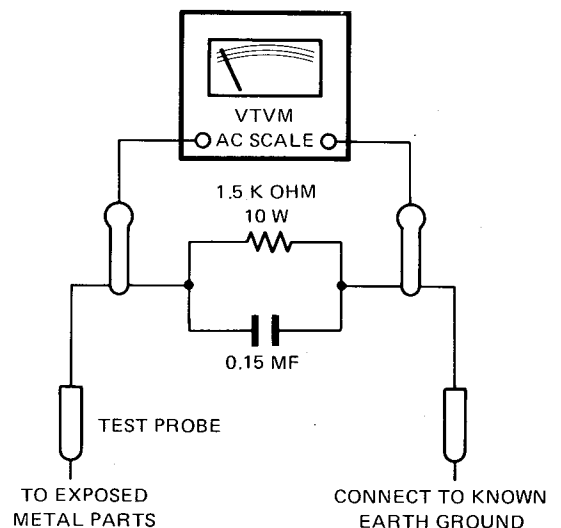 VTVM
AC SCALE
1.5 K OHM
10 W
0.15 MF
TEST PROBE
TO EXPOSED
METAL PARTS
CONNECT TO KNOWN
EARTH GROUND